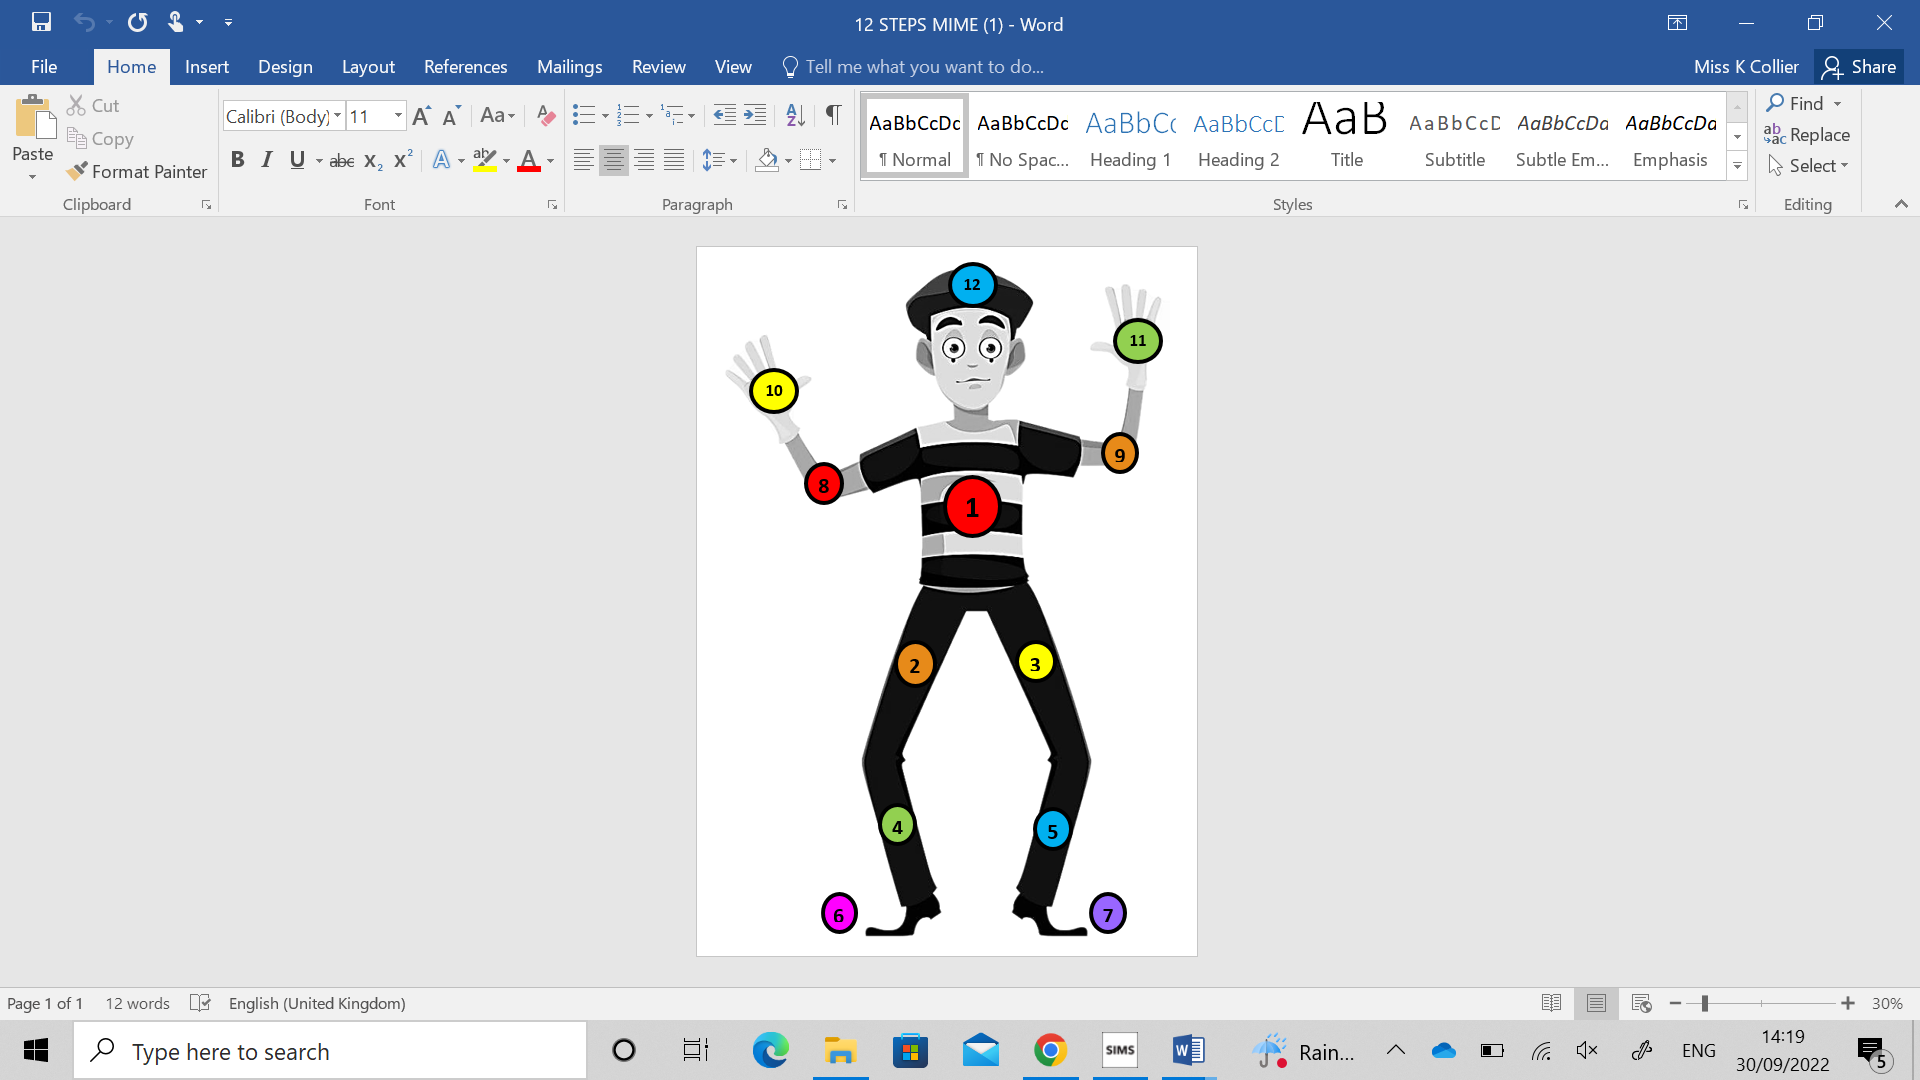 12 STEPS MIME (1) - Word
File Home Insert Design Layout References Mailings Review View Tell me what you want to do... Miss K Collier Share
Paste
Cut
Copy
Format Painter
Clipboard
Calibri (Body) 11
Font
Paragraph
AaBbCcDc AaBbCcDc AaBbCc AaBbCcD AaB AaBbCcD AaBbCcDa AaBbCcDa
¶ Normal ¶ No Spac... Heading 1 Heading 2 Title Subtitle Subtle Em... Emphasis
Styles
Find
Replace
Select
Editing
12
11
10
9
8
1
2 3
4 5
6 7
Page 1 of 1 12 words English (United Kingdom) 30%
Type here to search
SIMS
Rain...
ENG
14:19
30/09/2022
5